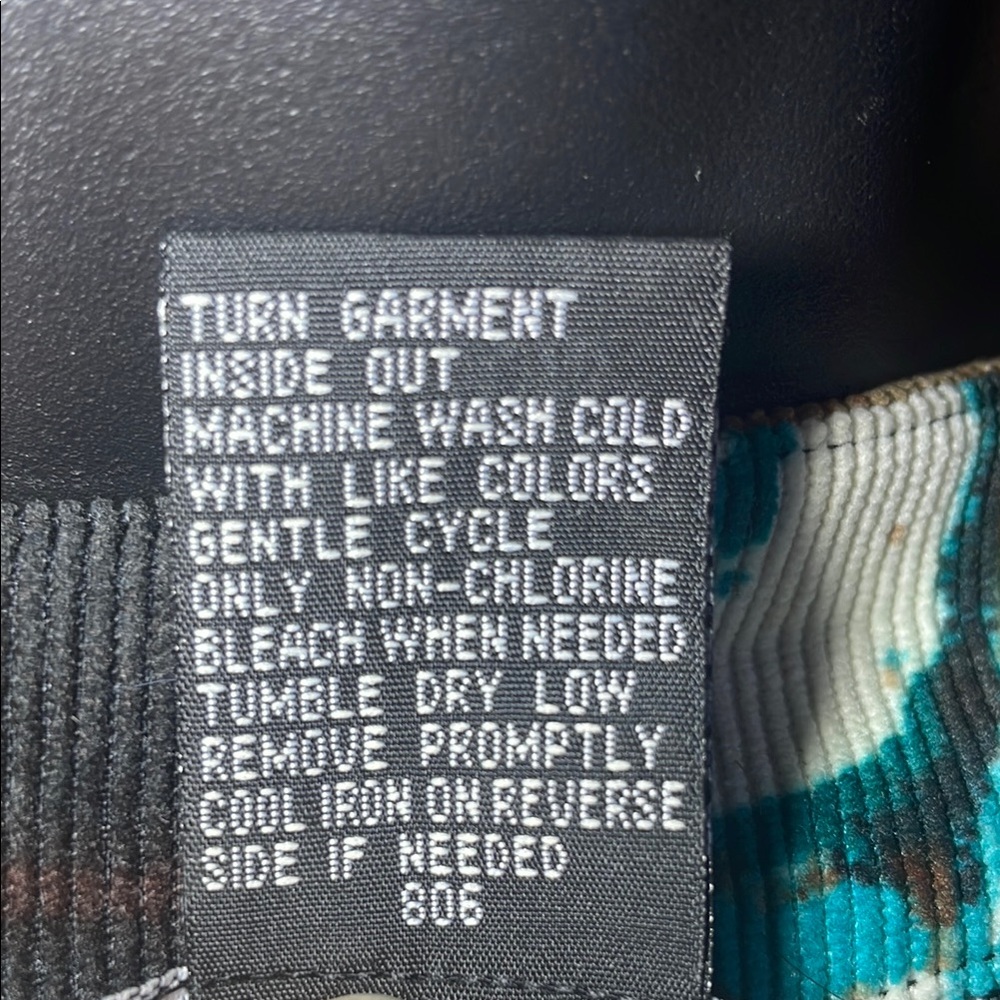 TURN GARMENT
INSIDE OUT
MACHINE WASH COLD
WITH LIKE COLORS
GENTLE CYCLE
ONLY NON-CHLORINE
BLEACH WHEN NEEDED
TUMBLE DRY LOW
REMOVE PROMPTLY
COOL IRON ON REVERSE
SIDE IF NEEDED
806